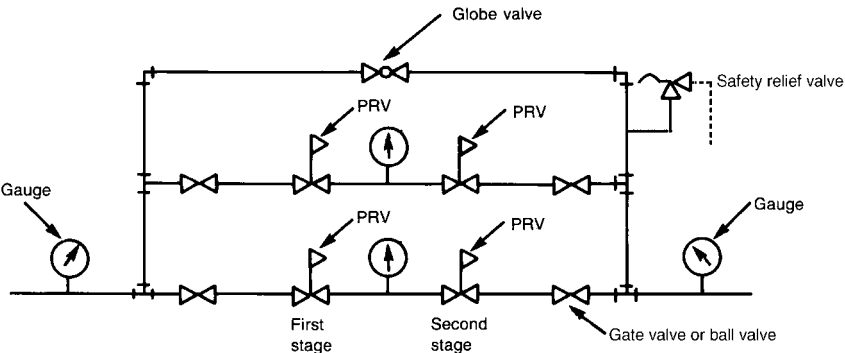 Globe valve
Safety relief valve
PRV
PRV
Gauge
Gauge
PRV
PRV
First
stage
Second
stage
Gate valve or ball valve